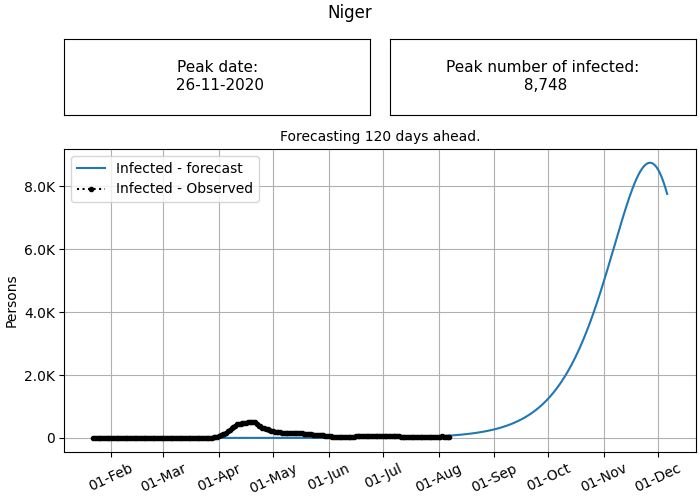 Niger
Peak date:
26-11-2020
Peak number of infected:
8,748
Forecasting 120 days ahead.
Infected - forecast
Infected - Observed
8.0K
6.0K
4.0K
2.0K
0
Persons
01-Feb
01-Mar
01-Apr
01-May
01-Jun
01-Jul
01-Aug
01-Sep
01-Oct
01-Nov
01-Dec